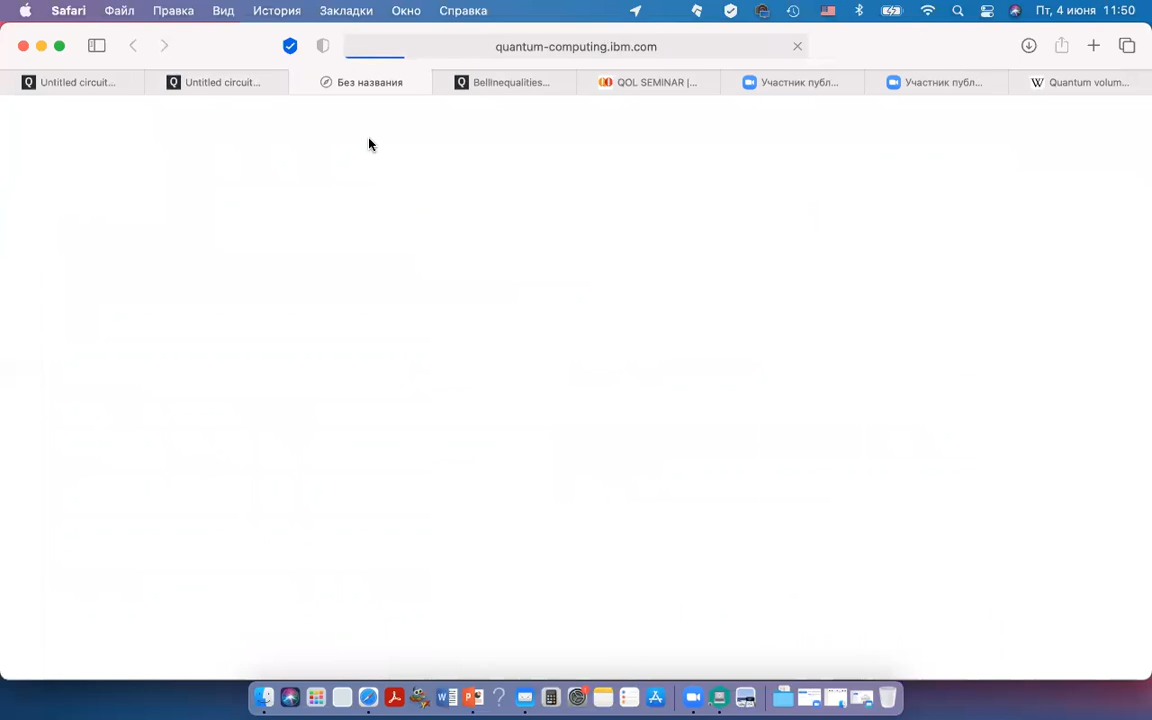 Safari Файл Правка Вид История Закладки Окно Справка Пт, 4 июня 11:50
quantum-computing.ibm.com
Untitled circuit... Untitled circuit... Без названия BellInequalities... QOL SEMINAR |... Участник публ... Участник публ... Quantum volum...